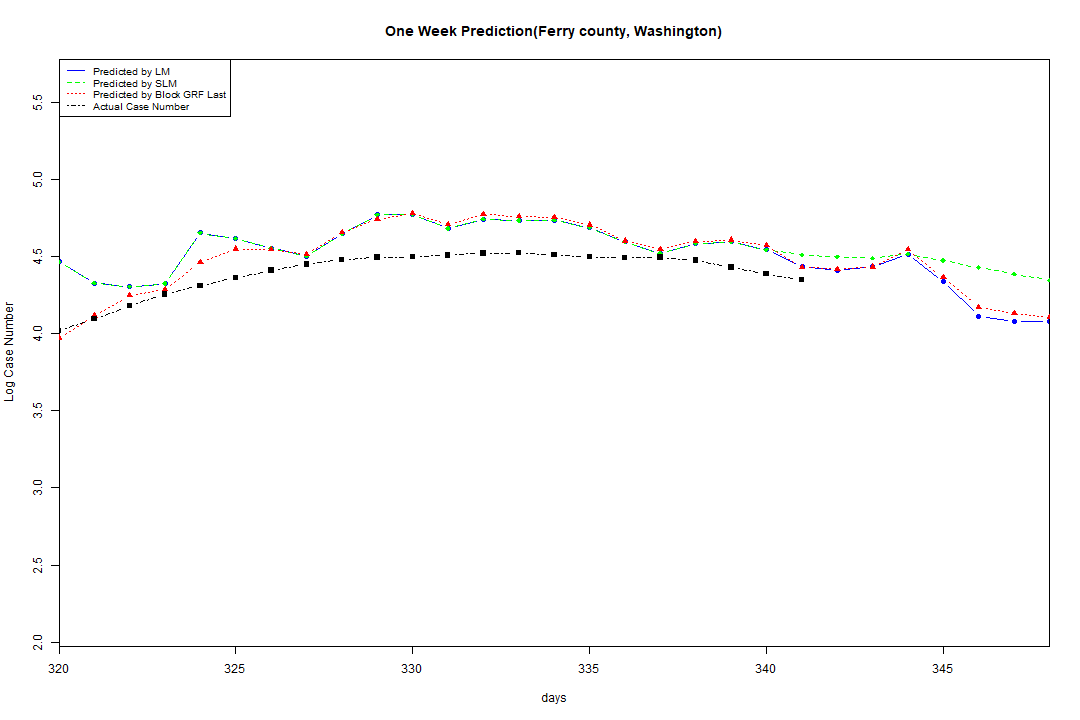 One Week Prediction(Ferry county, Washington)
Predicted by LM
Predicted by SLM
Predicted by Block GRF Last
Actual Case Number
5.5
5.0
4.5
4.0
3.5
3.0
2.5
2.0
Log Case Number
320 325 330 335 340 345
days